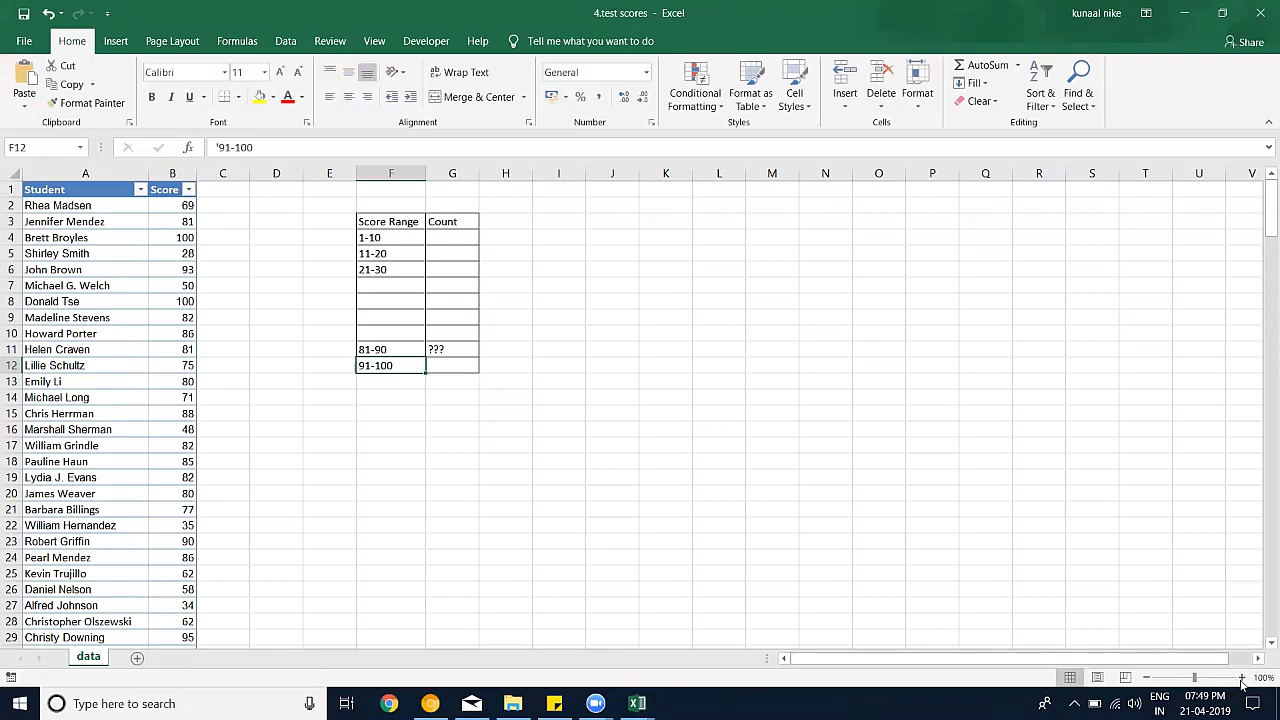 4.test scores - Excel
kunaal nike
File Home Insert Page Layout Formulas Data Review View Developer Help Tell me what you want to do Share
Paste Cut Copy Format Painter Clipboard
Calibri 11 B I U Font
Wrap Text Merge & Center Alignment
General % , Number
Conditional Formatting Format as Table Cell Styles Styles
Insert Delete Format Cells
AutoSum Fill Clear Sort & Filter Find & Select Editing
F12 fx '91-100
A B C D E F G H I J K L M N O P Q R S T U V
1 Student Score
2 Rhea Madsen 69
3 Jennifer Mendez 81 Score Range Count
4 Brett Broyles 100 1-10
5 Shirley Smith 28 11-20
6 John Brown 93 21-30
7 Michael G. Welch 50
8 Donald Tse 100
9 Madeline Stevens 82
10 Howard Porter 86
11 Helen Craven 81 81-90 ???
12 Lillie Schultz 75 91-100
13 Emily Li 80
14 Michael Long 71
15 Chris Herrman 88
16 Marshall Sherman 48
17 William Grindle 82
18 Pauline Haun 85
19 Lydia J. Evans 82
20 James Weaver 80
21 Barbara Billings 77
22 William Hernandez 35
23 Robert Griffin 90
24 Pearl Mendez 86
25 Kevin Trujillo 62
26 Daniel Nelson 58
27 Alfred Johnson 34
28 Christopher Olszewski 62
29 Christy Downing 95
data
100%
Type here to search
ENG 07:49 PM
IN 21-04-2019